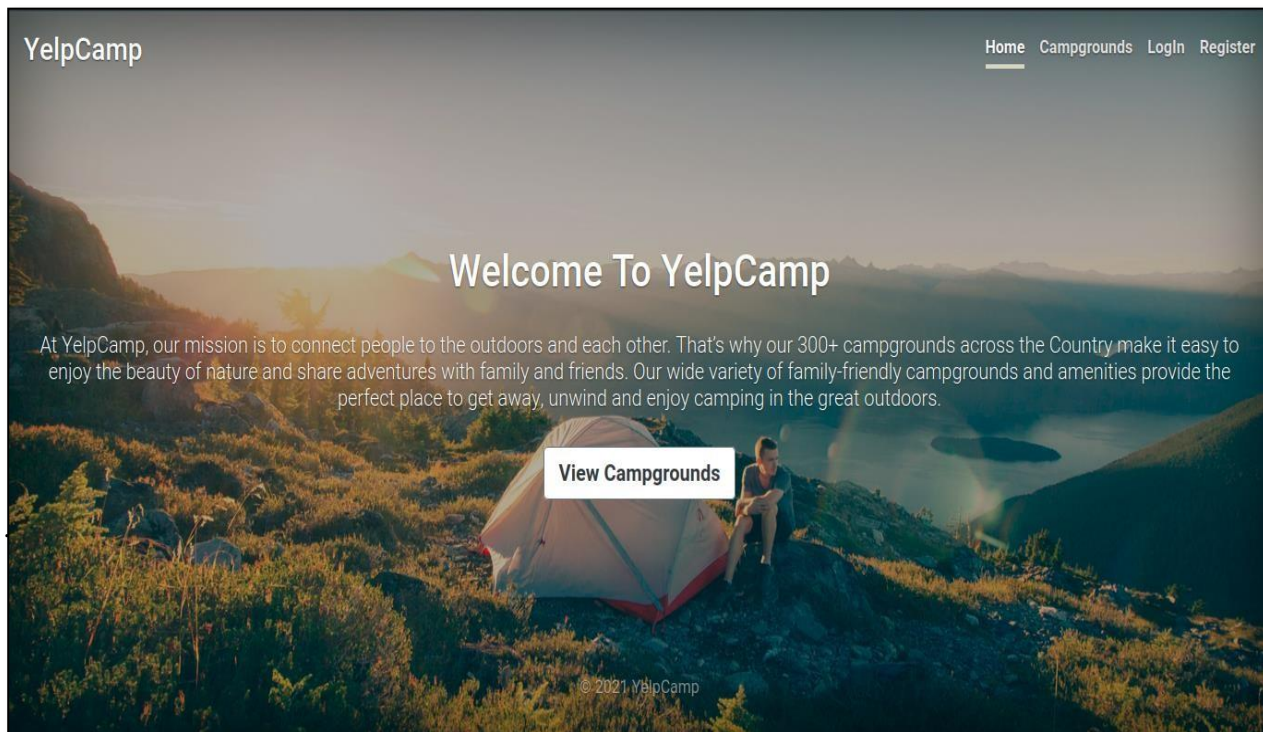 YelpCamp
Home Campgrounds LogIn Register
Welcome To YelpCamp
At YelpCamp, our mission is to connect people to the outdoors and each other. That's why our 300+ campgrounds across the Country make it easy to
enjoy the beauty of nature and share adventures with family and friends. Our wide variety of family-friendly campgrounds and amenities provide the
perfect place to get away, unwind and enjoy camping in the great outdoors.
View Campgrounds
© 2021 YelpCamp